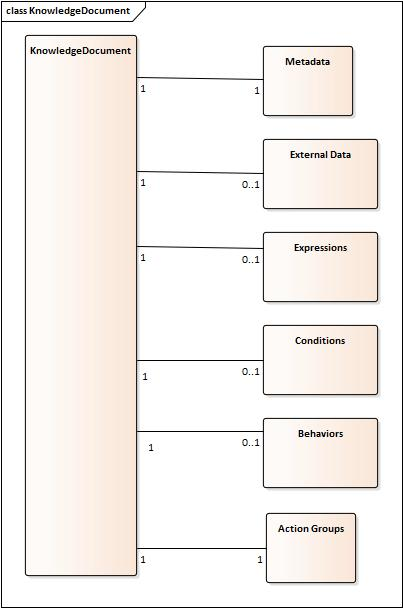 class KnowledgeDocument
KnowledgeDocument
Metadata
1
1
External Data
1
0..1
Expressions
1
0..1
Conditions
1
0..1
Behaviors
1
0..1
Action Groups
1
1